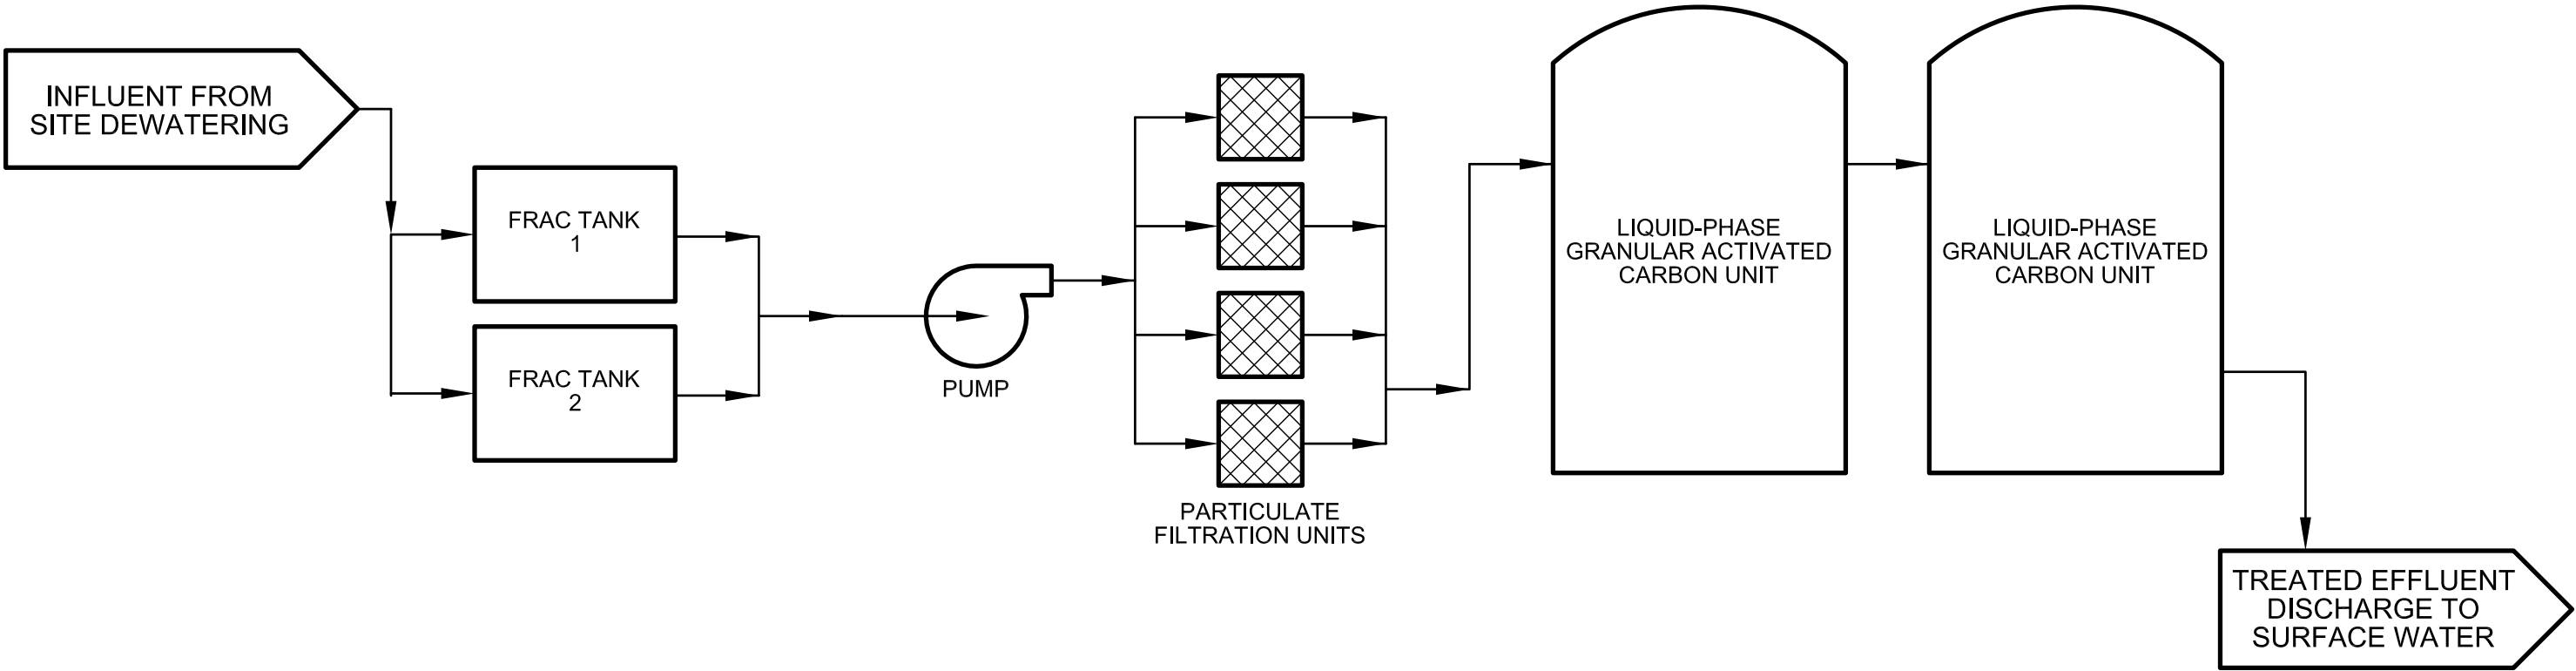 INFLUENT FROM
SITE DEWATERING
FRAC TANK
1
FRAC TANK
2
PUMP
PARTICULATE
FILTRATION UNITS
LIQUID-PHASE
GRANULAR ACTIVATED
CARBON UNIT
LIQUID-PHASE
GRANULAR ACTIVATED
CARBON UNIT
TREATED EFFLUENT
DISCHARGE TO
SURFACE WATER